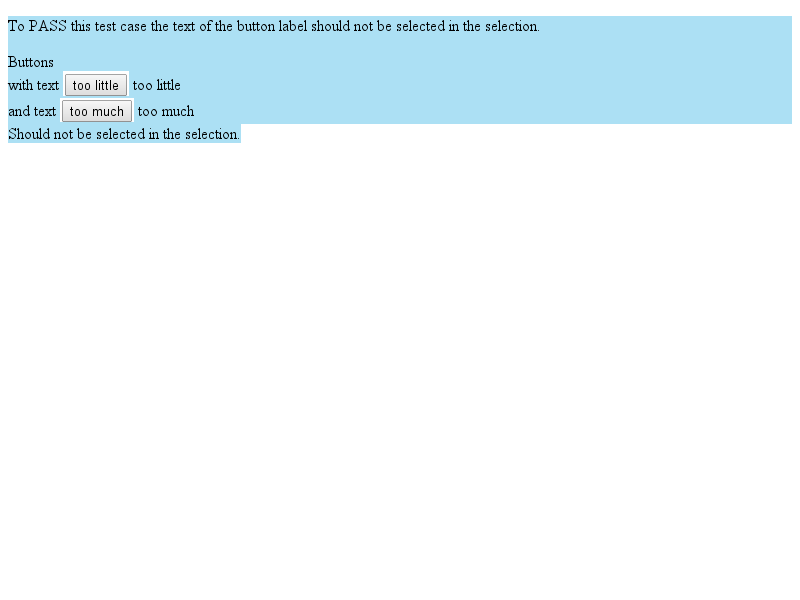 To PASS this test case the text of the button label should not be selected in the selection.
Buttons
with text too little too little
and text too much too much
Should not be selected in the selection.